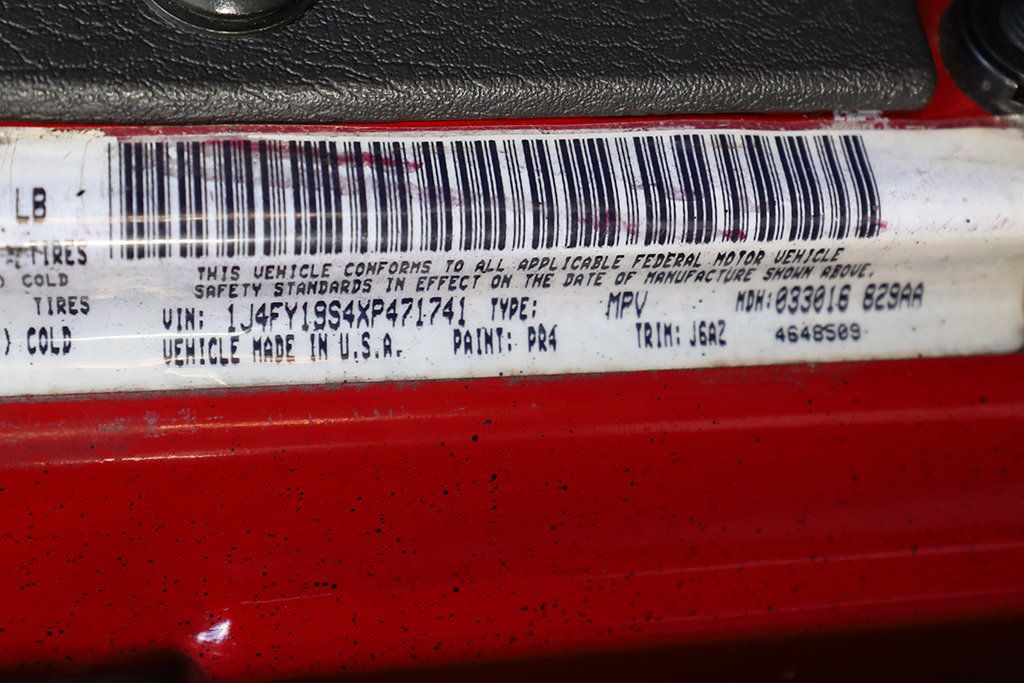 LB
TIRES
COLD
TIRES
) COLD
THIS VEHICLE CONFORMS TO ALL APPLICABLE FEDERAL MOTOR VEHICLE
SAFETY STANDARDS IN EFFECT ON THE DATE OF MANUFACTURE SHOWN ABOVE.
VIN: 1J4FY19S4XP471741 TYPE: MPV MDH:033016 829AA
VEHICLE MADE IN U.S.A. PAINT: PR4 TRIM: J6AZ 4648509